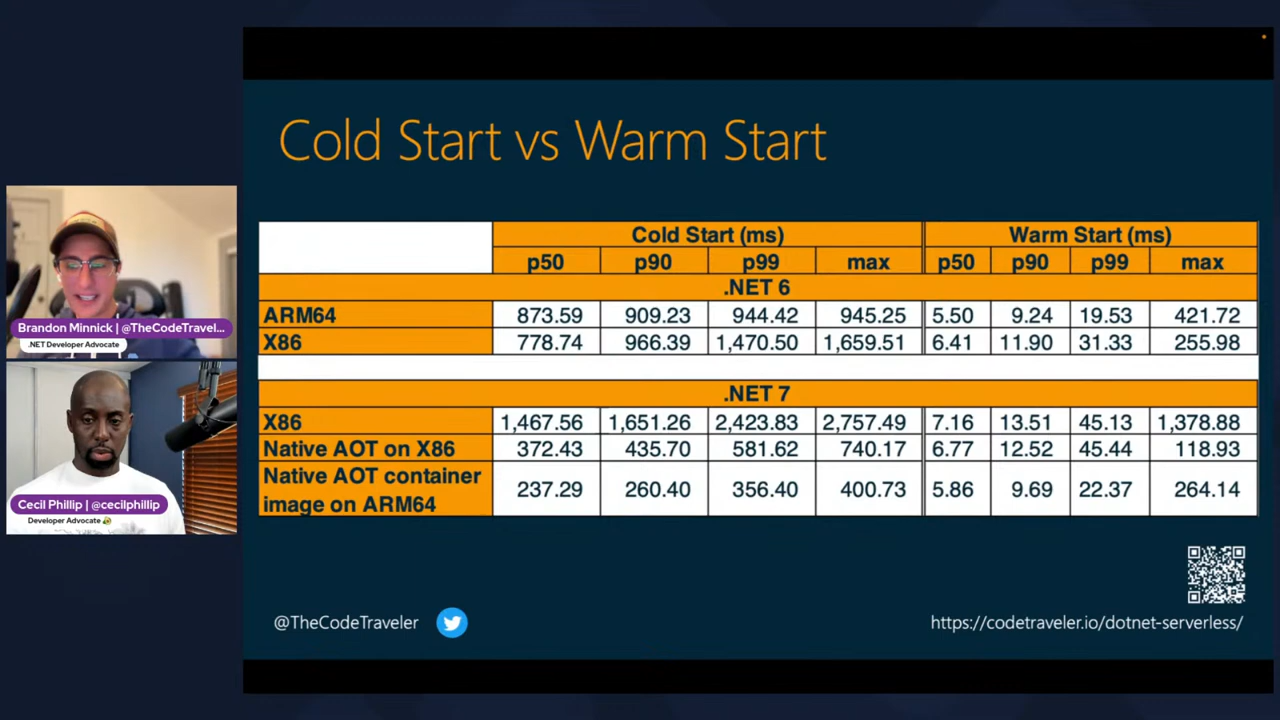 Cold Start vs Warm Start
Cold Start (ms) Warm Start (ms)
p50 p90 p99 max p50 p90 p99 max
.NET 6
ARM64 873.59 909.23 944.42 945.25 5.50 9.24 19.53 421.72
X86 778.74 966.39 1,470.50 1,659.51 6.41 11.90 31.33 255.98
.NET 7
X86 1,467.56 1,651.26 2,423.83 2,757.49 7.16 13.51 45.13 1,378.88
Native AOT on X86 372.43 435.70 581.62 740.17 6.77 12.52 45.44 118.93
Native AOT container
image on ARM64 237.29 260.40 356.40 400.73 5.86 9.69 22.37 264.14
@TheCodeTraveler
https://codetraveler.io/dotnet-serverless/
Brandon Minnick | @TheCodeTravel...
.NET Developer Advocate
Cecil Phillip | @cecilphillip
Developer Advocate